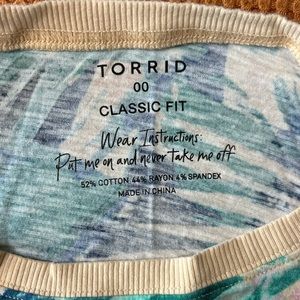 TORRID
00
CLASSIC FIT
Wear Instructions:
Put me on and never take me off
52% COTTON 44% RAYON 4% SPANDEX
MADE IN CHINA